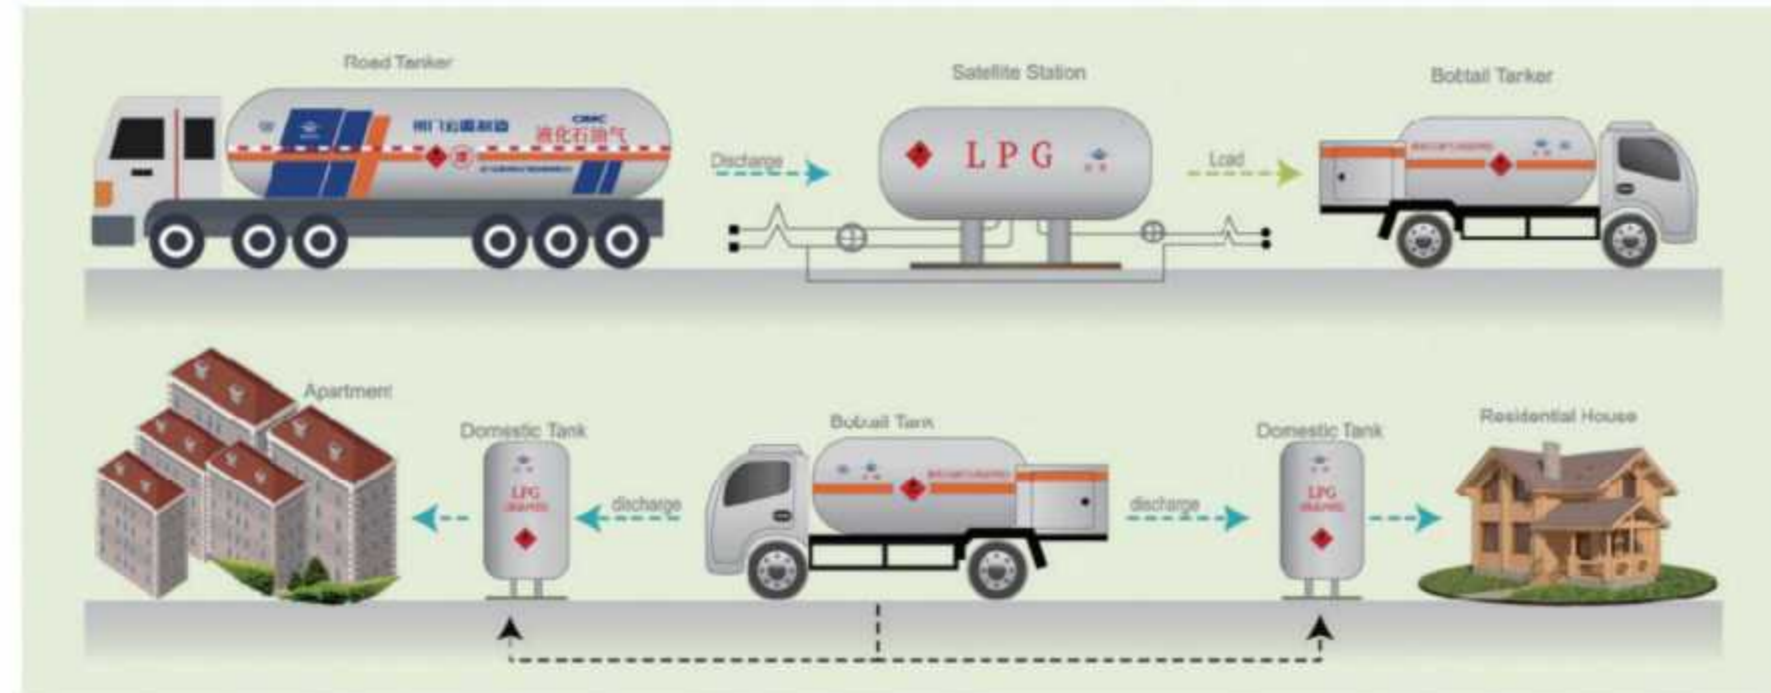 Road Tanker
Satellite Station
Bobtail Tanker
CIMC
液化石油气
Discharge
LPG
Load
Apartment
Domestic Tank
Bobtail Tank
Domestic Tank
Residential House
LPG
discharge
discharge
LPG